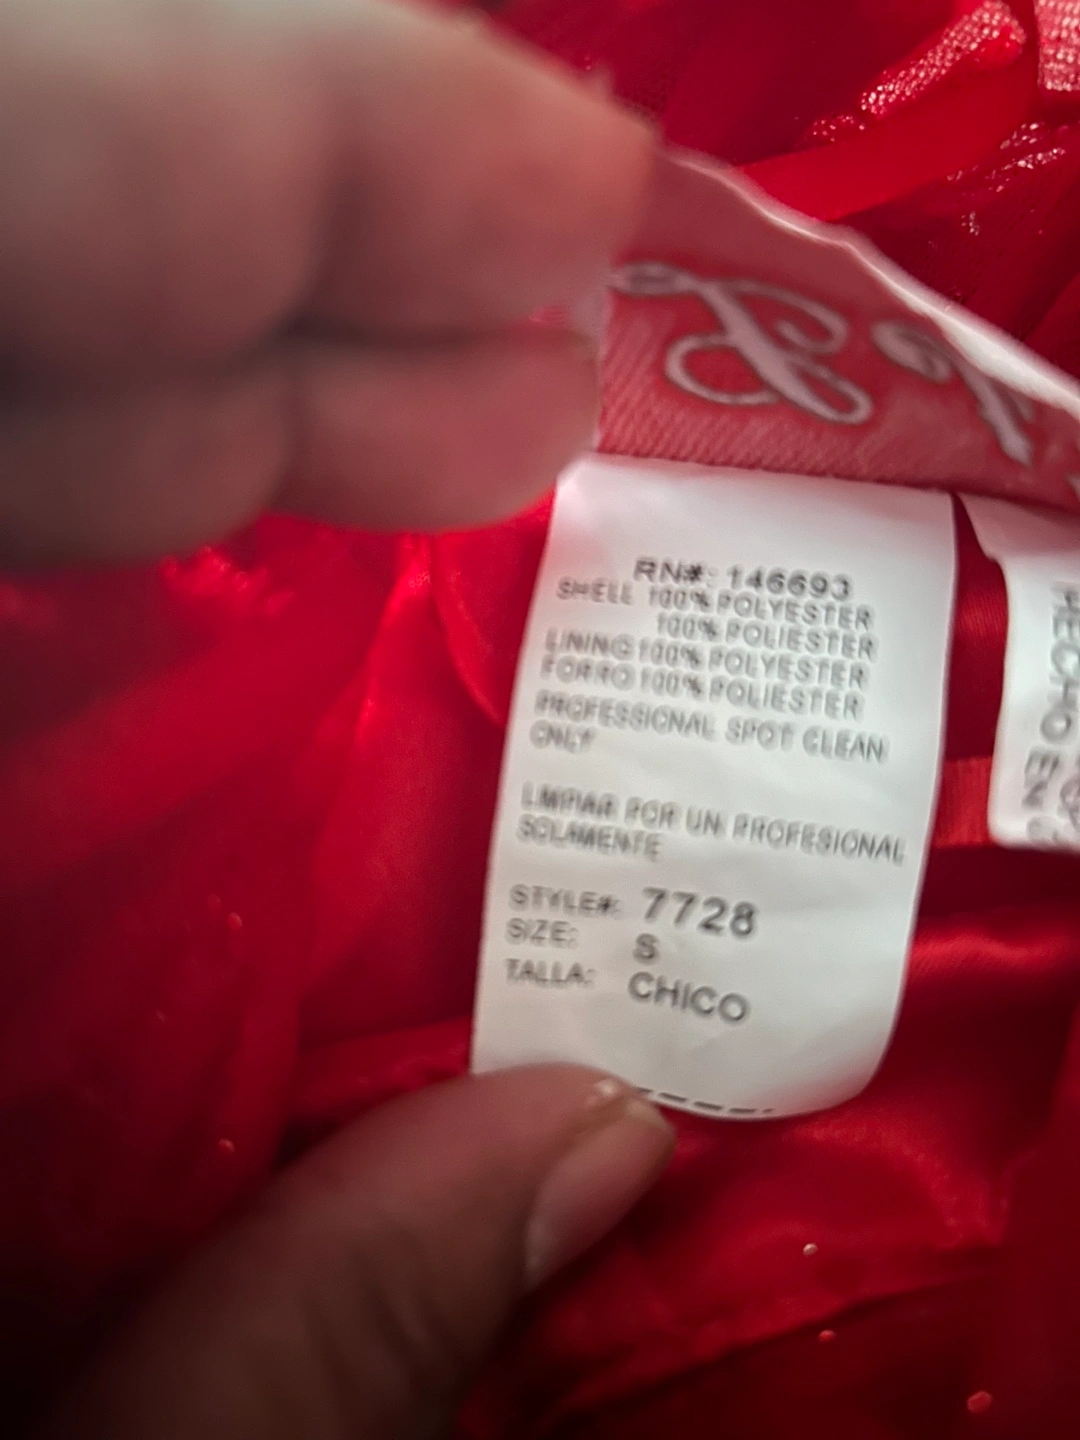 RN#: 146693
SHELL 100% POLYESTER
100% POLIESTER
LINING 100% POLYESTER
FORRO 100% POLIESTER
PROFESSIONAL SPOT CLEAN
ONLY
LIMPIAR POR UN PROFESIONAL
SOLAMENTE
STYLE#: 7728
SIZE: S
TALLA: CHICO
HECHO EN